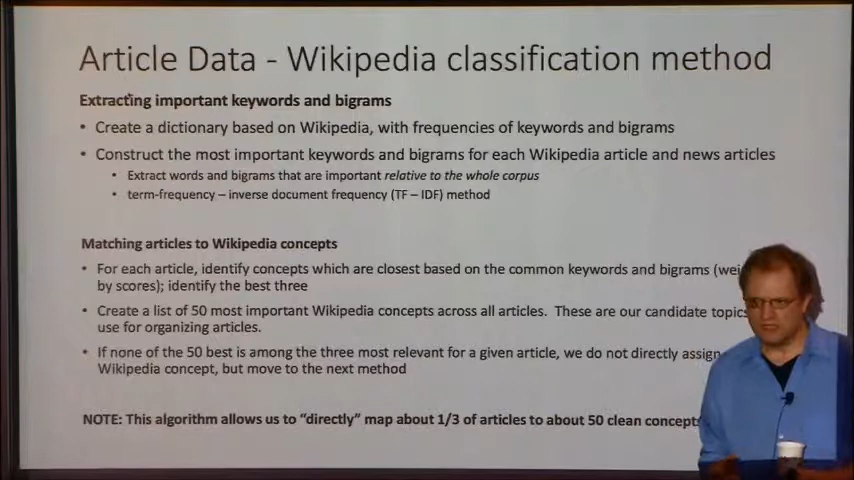 Article Data - Wikipedia classification method
Extracting important keywords and bigrams
• Create a dictionary based on Wikipedia, with frequencies of keywords and bigrams
• Construct the most important keywords and bigrams for each Wikipedia article and news articles
• Extract words and bigrams that are important relative to the whole corpus
• term-frequency – inverse document frequency (TF – IDF) method
Matching articles to Wikipedia concepts
• For each article, identify concepts which are closest based on the common keywords and bigrams
by scores); identify the best three
• Create a list of 50 most important Wikipedia concepts across all articles. These are our candidate topics
use for organizing articles.
• If none of the 50 best is among the three most relevant for a given article, we do not directly assign
Wikipedia concept, but move to the next method
NOTE: This algorithm allows us to "directly" map about 1/3 of articles to about 50 clean concepts